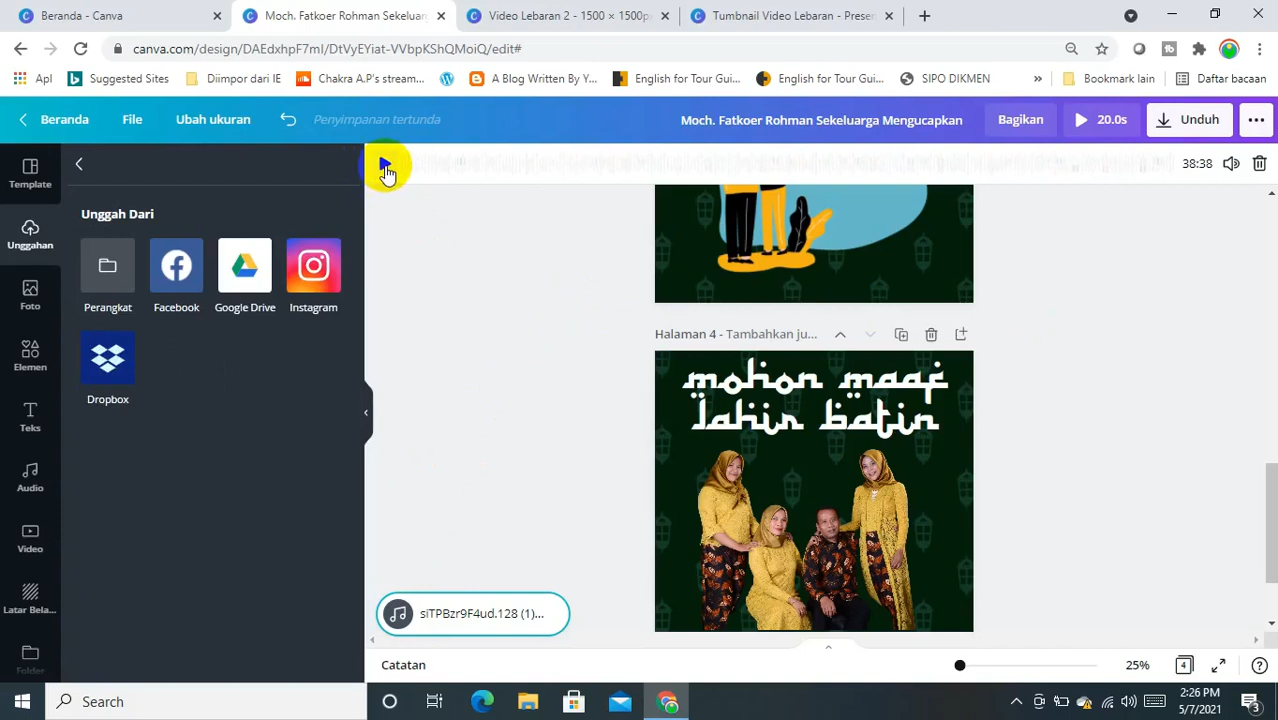 Beranda - Canva
Moch. Fatkoer Rohman Sekeluar
Video Lebaran 2 - 1500 × 1500p
Tumbnail Video Lebaran - Prese
canva.com/design/DAEdxhpF7mI/DtVyEYiat-VVbpKShQMoiQ/edit#
Apl
Suggested Sites
Diimpor dari IE
Chakra A.P's stream...
A Blog Written By Y...
English for Tour Gui...
English for Tour Gui...
SIPO DIKMEN
»
Bookmark lain
Daftar bacaan
Beranda
File
Ubah ukuran
Penyimpanan tertunda
Moch. Fatkoer Rohman Sekeluarga Mengucapkan
Bagikan
20.0s
Unduh
38:38
Template
Unggahan
Foto
Elemen
Teks
Audio
Video
Latar Bela...
Folder
Unggah Dari
Perangkat
Facebook
Google Drive
Instagram
Dropbox
Halaman 4 - Tambahkan ju...
mohon maaf
lahir batin
siTPBzr9F4ud.128 (1)...
Catatan
25%
4
Search
2:26 PM
5/7/2021
3